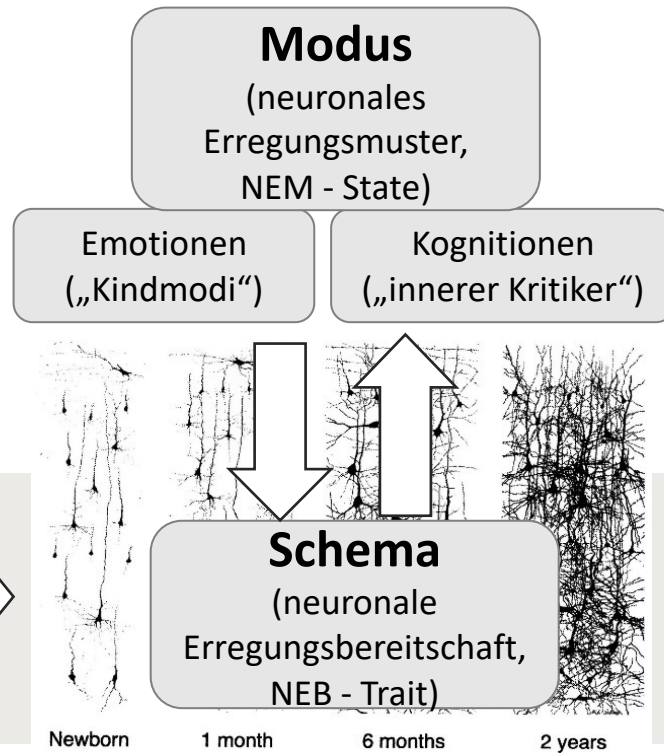 Modus
(neuronales
Erregungsmuster,
NEM - State)
Emotionen
(„Kindmodi“)
Kognitionen
(„innerer Kritiker“)
Schema
(neuronale
Erregungsbereitschaft,
NEB - Trait)
Newborn
1 month
6 months
2 years